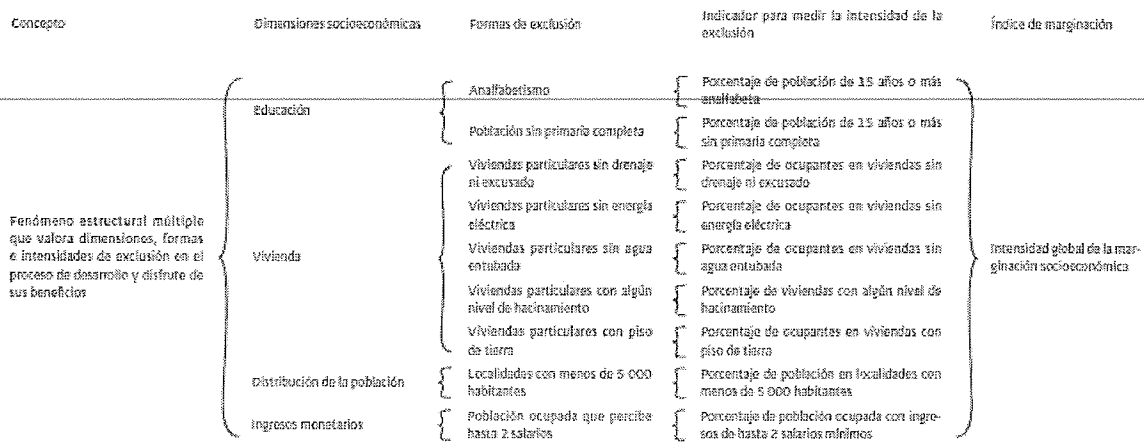 Concepto
Dimensiones socioeconómicas
Formas de exclusión
Indicador para medir la intensidad de la
exclusión
Índice de marginación
Fenómeno estructural múltiple
que valora dimensiones, formas
e intensidades de exclusión en el
proceso de desarrollo y disfrute de
sus beneficios
Educación
Analfabetismo
Porcentaje de población de 15 años o más
analfabeta
Población sin primaria completa
Porcentaje de población de 15 años o más
sin primaria completa
Vivienda
Viviendas particulares sin drenaje
ni excusado
Porcentaje de ocupantes en viviendas sin
drenaje ni excusado
Viviendas particulares sin energía
eléctrica
Porcentaje de ocupantes en viviendas sin
energía eléctrica
Viviendas particulares sin agua
entubada
Porcentaje de ocupantes en viviendas sin
agua entubada
Viviendas particulares con algún
nivel de hacinamiento
Porcentaje de viviendas con algún nivel de
hacinamiento
Viviendas particulares con piso
de tierra
Porcentaje de ocupantes en viviendas con
piso de tierra
Distribución de la población
Localidades con menos de 5 000
habitantes
Porcentaje de población en localidades con
menos de 5 000 habitantes
Ingresos monetarios
Población ocupada que percibe
hasta 2 salarios
Porcentaje de población ocupada con ingre-
sos de hasta 2 salarios mínimos
Intensidad global de la mar-
ginación socioeconómica